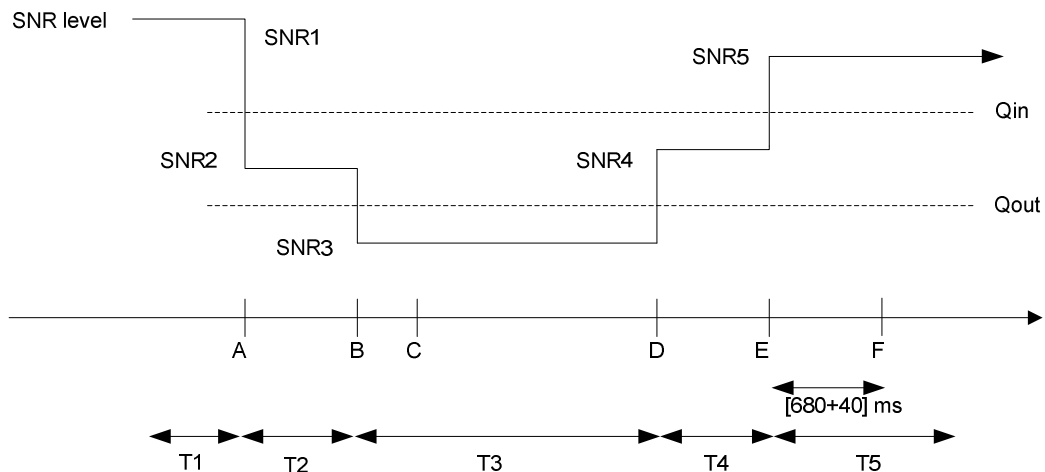 SNR level
SNR1
SNR5
Qin
SNR2
SNR4
Qout
SNR3
A B C D E F
[680+40] ms
T1 T2 T3 T4 T5